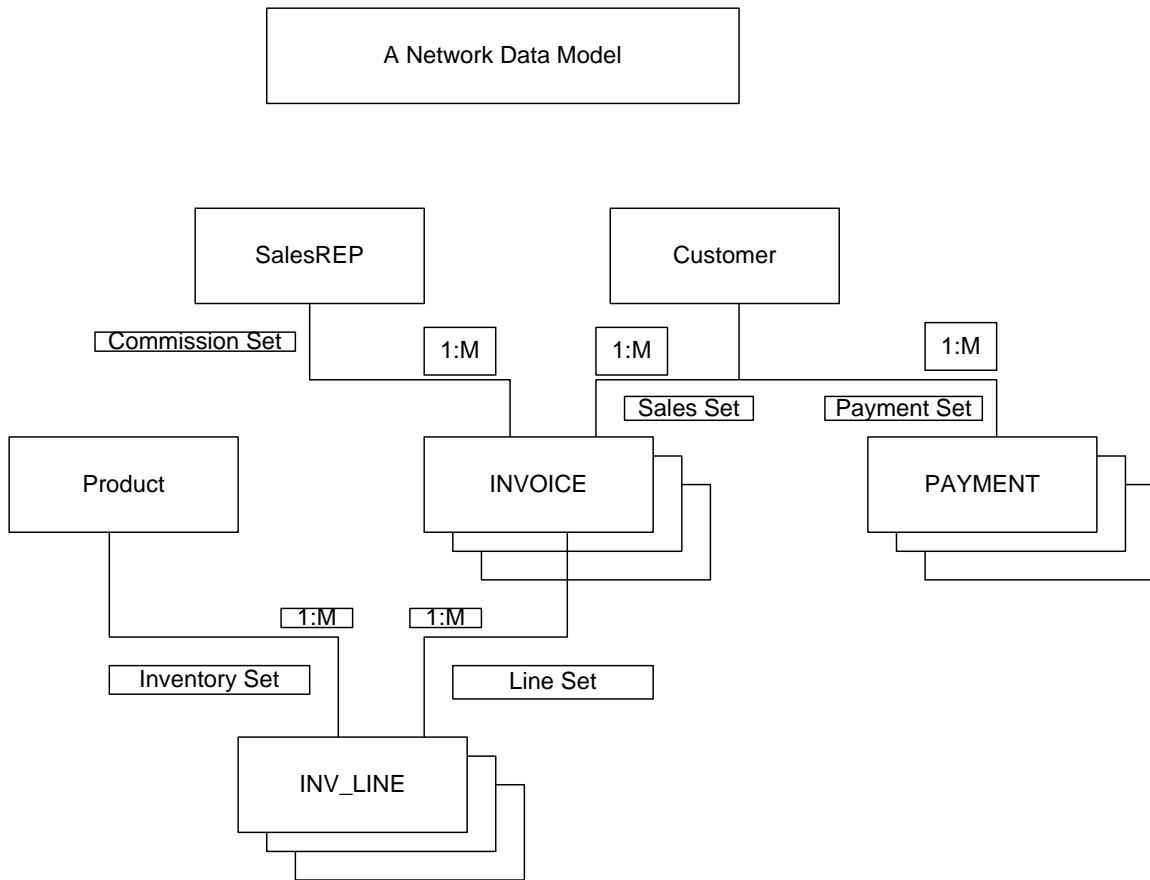 A Network Data Model
SalesREP
Customer
Commission Set
1:M
1:M
1:M
Sales Set
Payment Set
Product
INVOICE
PAYMENT
1:M
1:M
Inventory Set
Line Set
INV_LINE